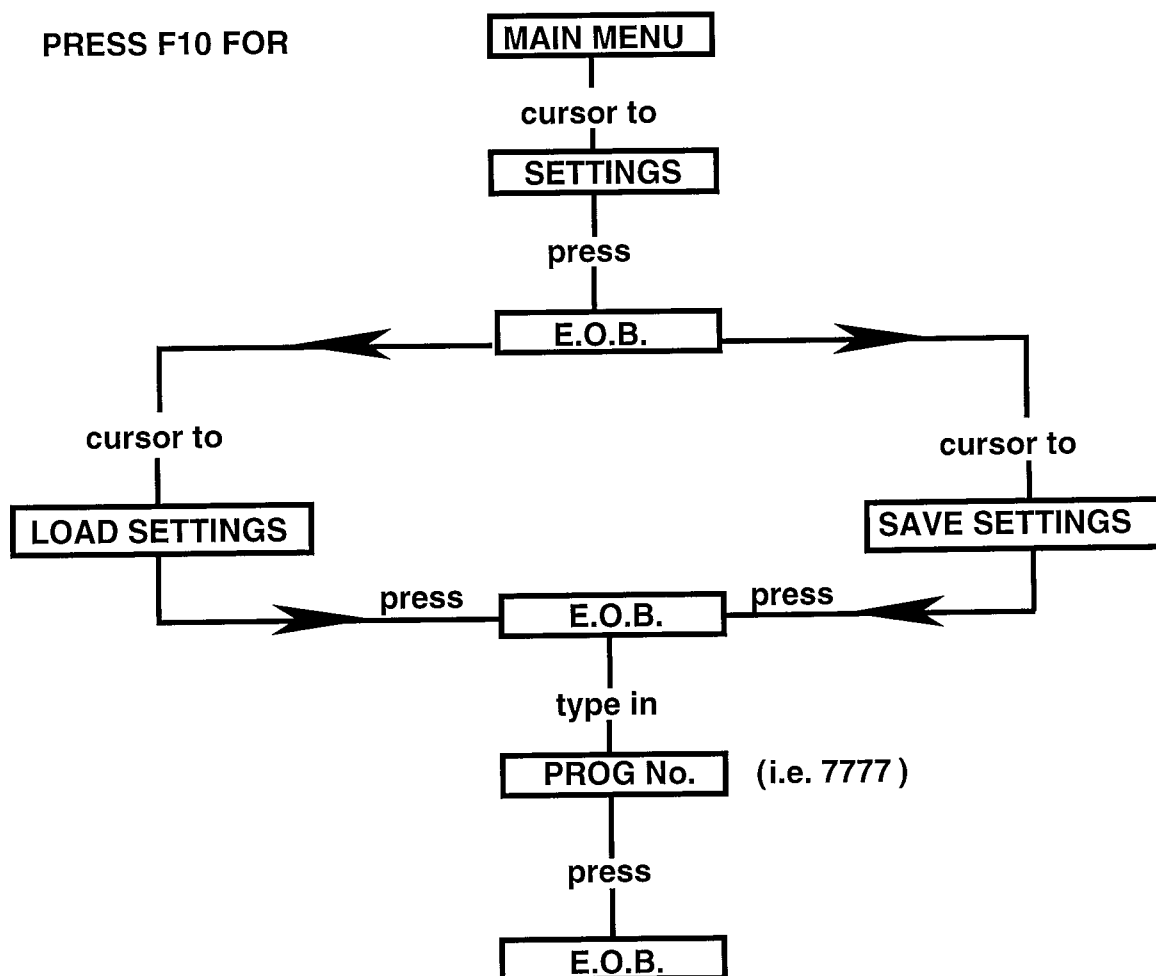 PRESS F10 FOR
MAIN MENU
cursor to
SETTINGS
press
E.O.B.
cursor to
cursor to
LOAD SETTINGS
SAVE SETTINGS
press
E.O.B.
press
type in
PROG No.
(i.e. 7777)
press
E.O.B.